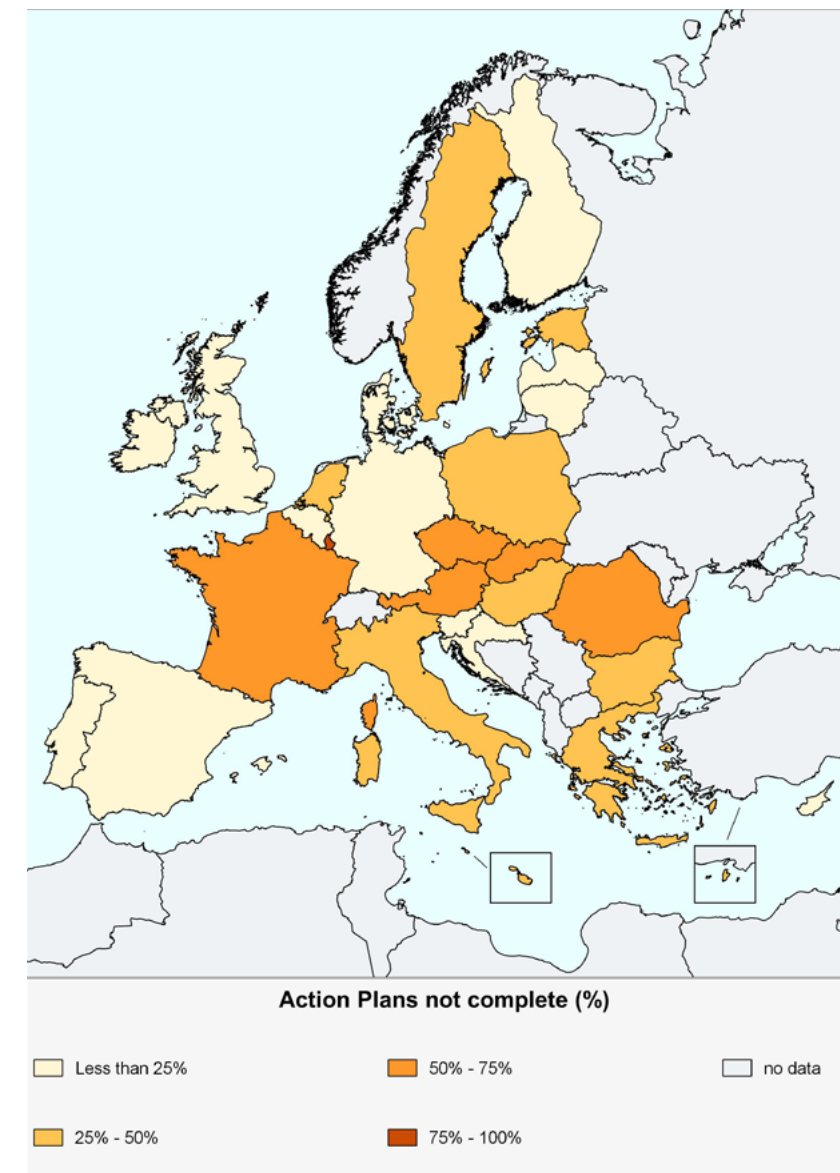 Action Plans not complete (%)
Less than 25%
50% - 75%
no data
25% - 50%
75% - 100%